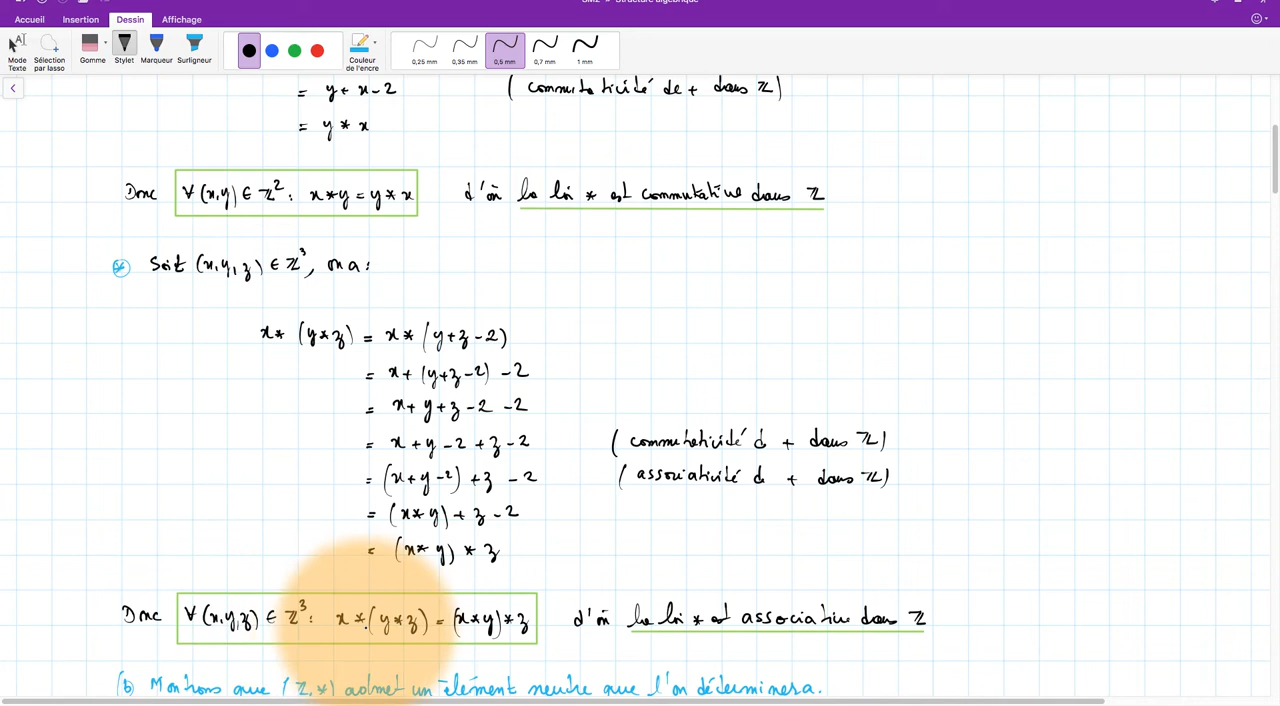 SM2 * Structure algébrique
Accueil Insertion Dessin Affichage
Mode Texte
Sélection par lasso
Gomme
Stylet
Marqueur
Surligneur
Couleur de l'encre
0,25 mm 0,35 mm 0,5 mm 0,7 mm 1 mm
= y + x - 2 (commutativité de + dans ℤ)
= y * x
Donc ∀(x,y) ∈ ℤ² : x * y = y * x d'où la loi * est commutative dans ℤ
* Soit (x,y,z) ∈ ℤ³, on a :
x * (y * z) = x * (y + z - 2)
= x + (y + z - 2) - 2
= x + y + z - 2 - 2
= x + y - 2 + z - 2 (commutativité d + dans ℤ)
= (x + y - 2) + z - 2 (associativité d + dans ℤ)
= (x * y) + z - 2
= (x * y) * z
Donc ∀(x,y,z) ∈ ℤ³ : x * (y * z) = (x * y) * z d'où la loi * est associative dans ℤ
(b) Montrons que (ℤ,*) admet un élément neutre que l'on déterminera.